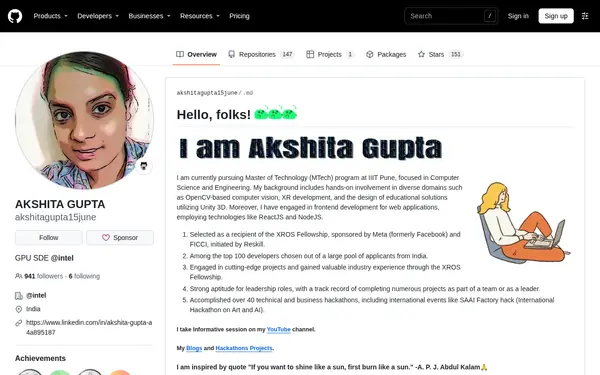 Products
Developers
Businesses
Resources
Pricing
Search
/
Sign in
Sign up
Overview
Repositories 147
Projects 1
Packages
Stars 151
akshitagupta15june / .md
Hello, folks!
I am Akshita Gupta
I am currently pursuing Master of Technology (MTech) program at IIIT Pune, focused in Computer
Science and Engineering. My background includes hands-on involvement in diverse domains such
as OpenCV-based computer vision, XR development, and the design of educational solutions
utilizing Unity 3D. Moreover, I have engaged in frontend development for web applications,
employing technologies like ReactJS and NodeJS.
1. Selected as a recipient of the XROS Fellowship, sponsored by Meta (formerly Facebook) and
FICCI, initiated by Reskill.
2. Among the top 100 developers chosen out of a large pool of applicants from India.
3. Engaged in cutting-edge projects and gained valuable industry experience through the XROS
Fellowship.
4. Strong aptitude for leadership roles, with a track record of completing numerous projects as part of a team or as a leader.
5. Accomplished over 40 technical and business hackathons, including international events like SAAI Factory hack (International
Hackathon on Art and AI).
I take Informative session on my YouTube channel.
My Blogs and Hackathons Projects.
I am inspired by quote "If you want to shine like a sun, first burn like a sun." -A. P. J. Abdul Kalam🙏
AKSHITA GUPTA
akshitagupta15june
Follow
Sponsor
GPU SDE @intel
941 followers · 6 following
@intel
India
https://www.linkedin.com/in/akshita-gupta-a
4a895187
Achievements